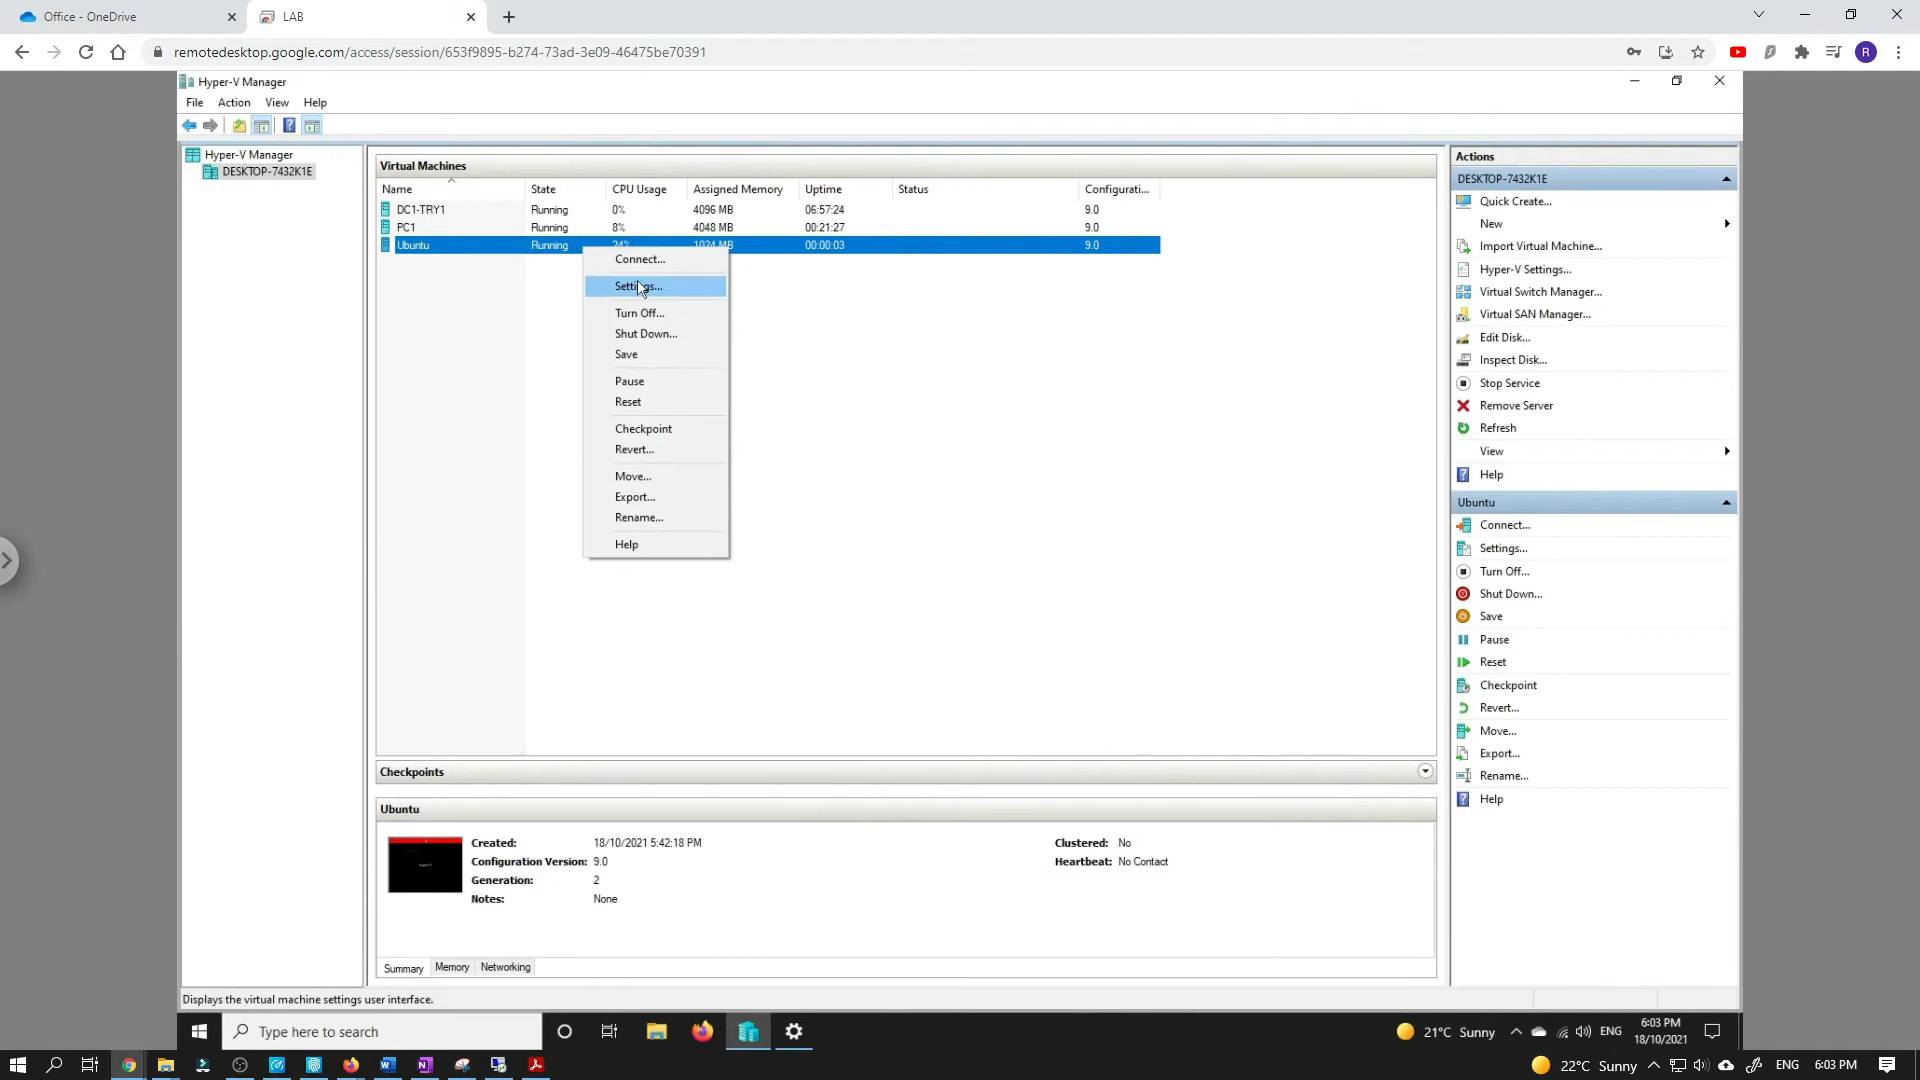 Office - OneDrive
LAB
remotedesktop.google.com/access/session/653f9895-b274-73ad-3e09-46475be70391
R
Hyper-V Manager
File Action View Help
Hyper-V Manager
DESKTOP-7432K1E
Virtual Machines
Name State CPU Usage Assigned Memory Uptime Status Configurati...
DC1-TRY1 Running 0% 4096 MB 06:57:24 9.0
PC1 Running 8% 4048 MB 00:21:27 9.0
Ubuntu Running 24% 1024 MB 00:00:03 9.0
Connect...
Settings...
Turn Off...
Shut Down...
Save
Pause
Reset
Checkpoint
Revert...
Move...
Export...
Rename...
Help
Checkpoints
Ubuntu
Created: 18/10/2021 5:42:18 PM
Configuration Version: 9.0
Generation: 2
Notes: None
Clustered: No
Heartbeat: No Contact
Summary Memory Networking
Actions
DESKTOP-7432K1E
Quick Create...
New
Import Virtual Machine...
Hyper-V Settings...
Virtual Switch Manager...
Virtual SAN Manager...
Edit Disk...
Inspect Disk...
Stop Service
Remove Server
Refresh
View
Help
Ubuntu
Connect...
Settings...
Turn Off...
Shut Down...
Save
Pause
Reset
Checkpoint
Revert...
Move...
Export...
Rename...
Help
Displays the virtual machine settings user interface.
Type here to search
21°C Sunny
ENG
6:03 PM
18/10/2021
22°C Sunny
ENG
6:03 PM